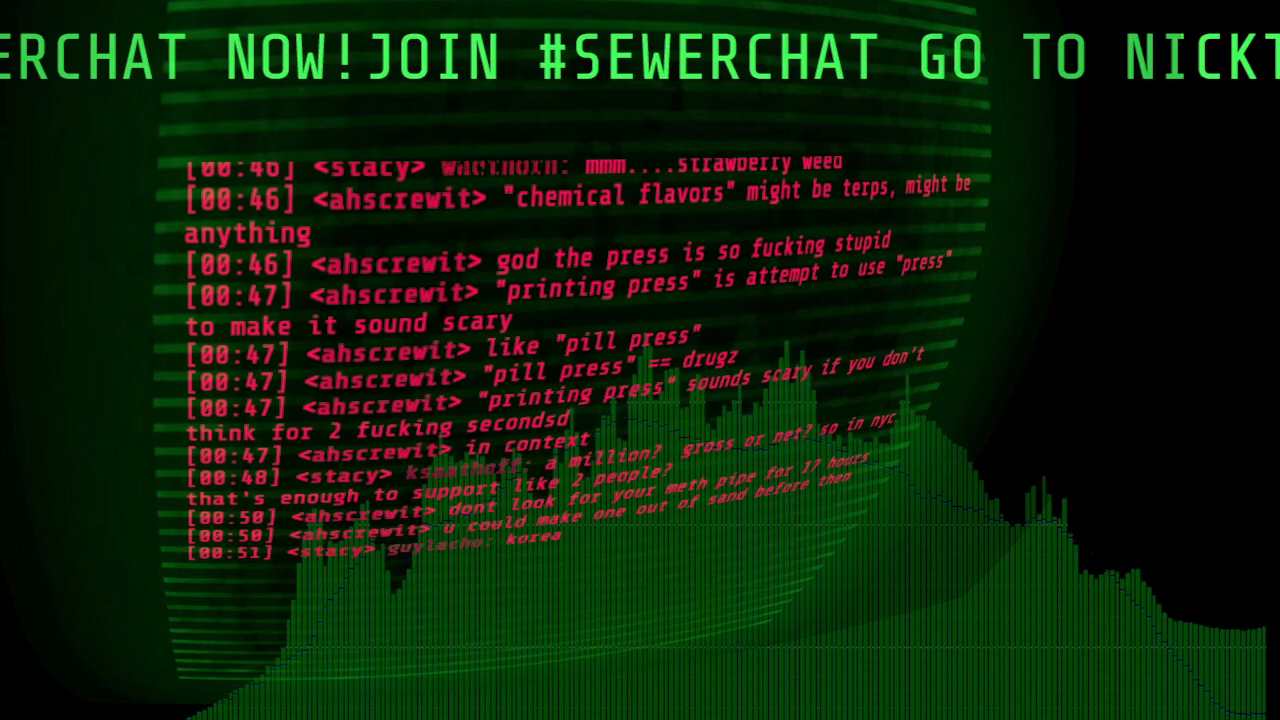 ERCHAT NOW!JOIN #SEWERCHAT GO TO NICKT
[00:46] <stacy> mmm....strawberry weed
[00:46] <ahscrewit> "chemical flavors" might be terps, might be
anything
[00:46] <ahscrewit> god the press is so fucking stupid
[00:47] <ahscrewit> "printing press" is attempt to use "press"
to make it sound scary
[00:47] <ahscrewit> like "pill press"
[00:47] <ahscrewit> "pill press" == drugz
[00:47] <ahscrewit> "printing press" sounds scary if you don't
think for 2 fucking secondsd
[00:47] <ahscrewit> in context
[00:48] <stacy> ksaathoff: a million? gross or net? so in nyc
that's enough to support like 2 people?
[00:50] <ahscrewit> dont look for your meth pipe for 17 hours
[00:50] <ahscrewit> u could make one out of sand before then
[00:51] <stacy> guylacho: korea